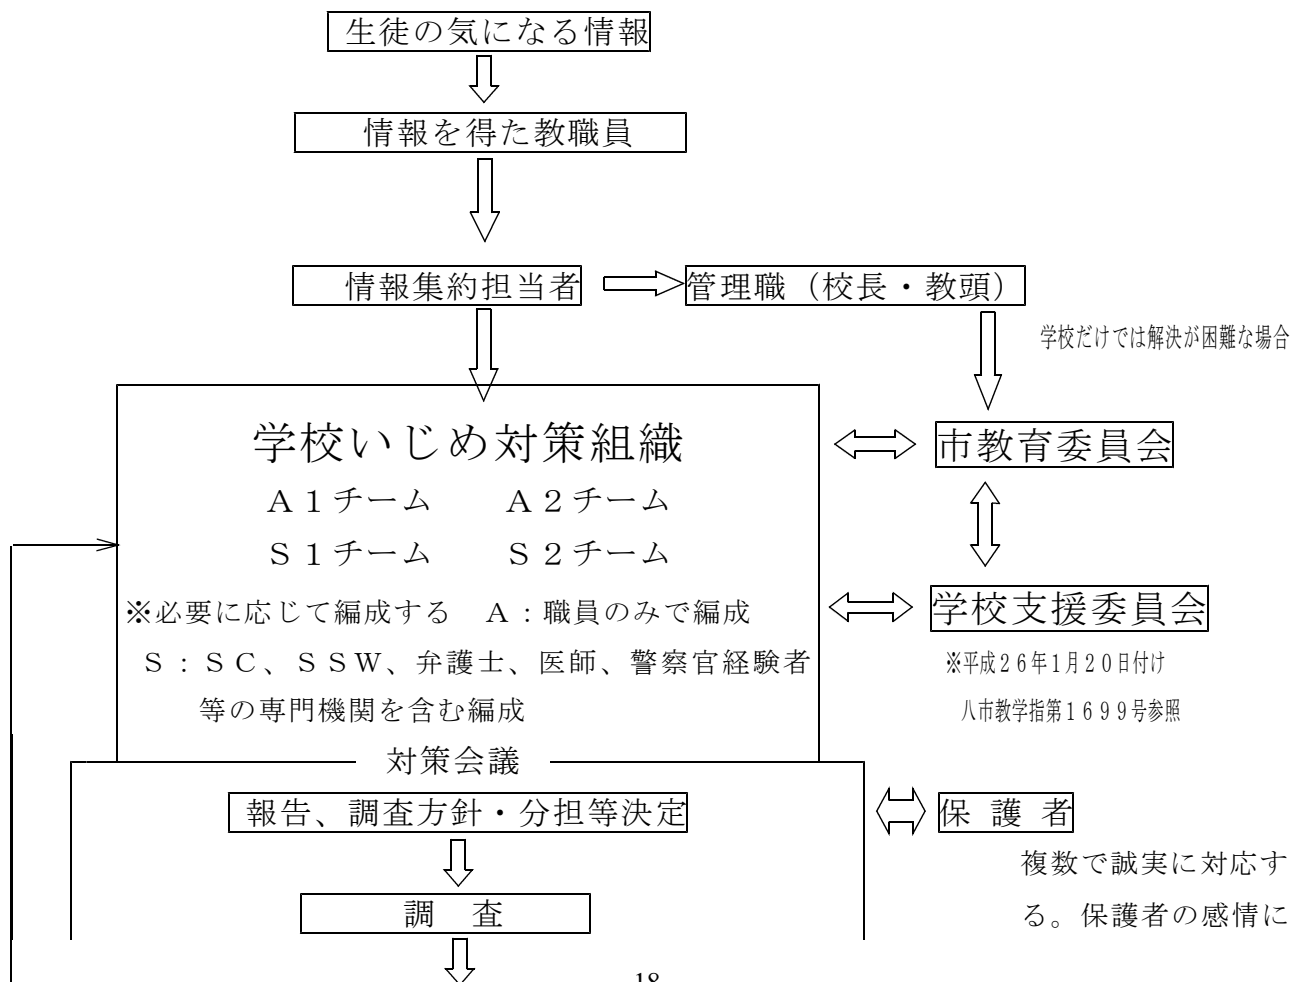 生徒の気になる情報
情報を得た教職員
情報集約担当者
管理職（校長・教頭）
学校だけでは解決が困難な場合
学校いじめ対策組織
市教育委員会
Ａ１チーム　　Ａ２チーム
Ｓ１チーム　　Ｓ２チーム
※必要に応じて編成する　Ａ：職員のみで編成
学校支援委員会
Ｓ：ＳＣ、ＳＳＷ、弁護士、医師、警察官経験者
※平成２６年１月２０日付け
等の専門機関を含む編成
八市教学指第１６９９号参照
対策会議
報告、調査方針・分担等決定
保 護 者
複数で誠実に対応す
調　査
る。保護者の感情に
18